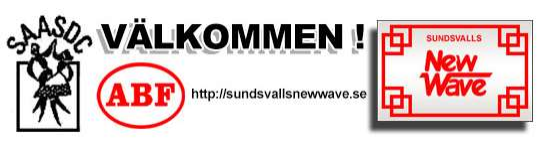 SAASDC
VÄLKOMMEN !
ABF
http://sundsvallsnewwave.se
SUNDSVALLS
New
Wave